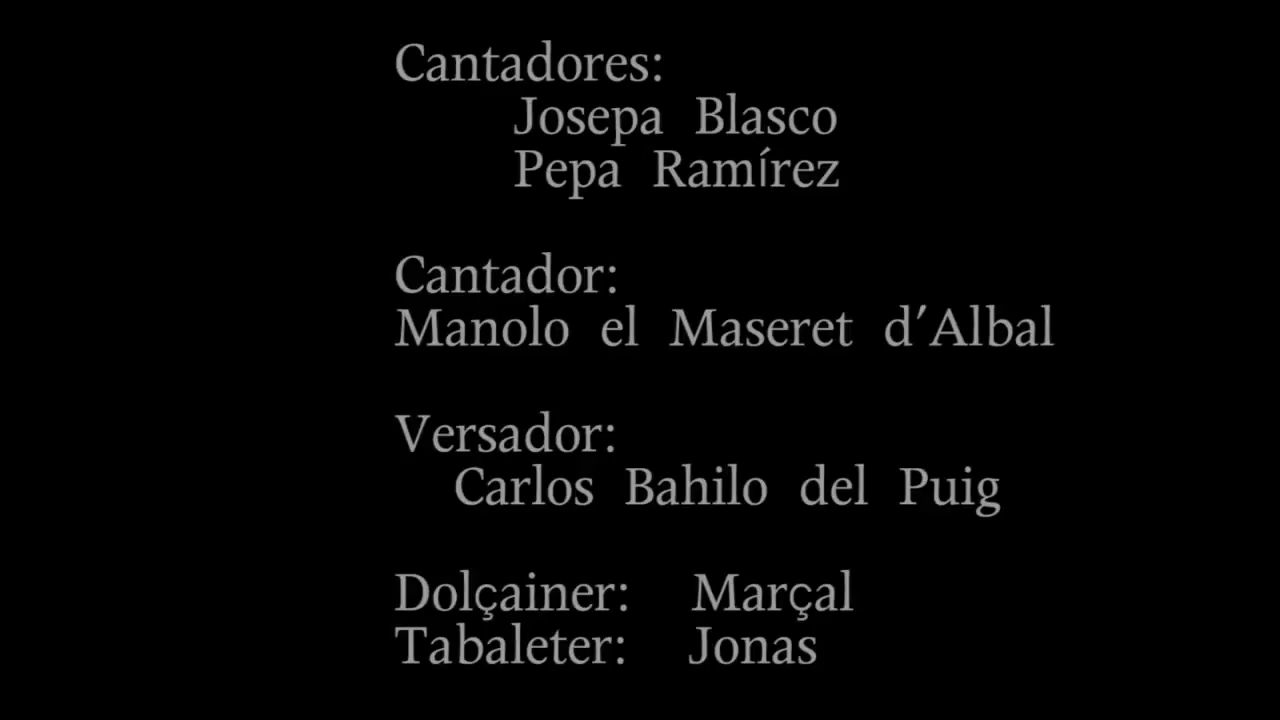 Cantadores:
Josepa Blasco
Pepa Ramírez
Cantador:
Manolo el Maseret d'Albal
Versador:
Carlos Bahilo del Puig
Dolçainer: Marçal
Tabaleter: Jonas